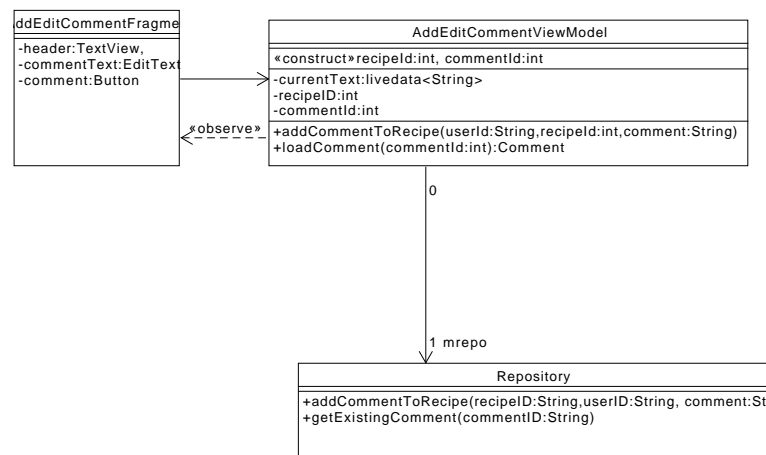 ddEditCommentFragme
-header:TextView,
-commentText:EditText
-comment:Button
AddEditCommentViewModel
«construct»recipeId:int, commentId:int
-currentText:livedata<String>
-recipeID:int
-commentId:int
+addCommentToRecipe(userId:String,recipeId:int,comment:String)
+loadComment(commentId:int):Comment
«observe»
0
1 mrepo
Repository
+addCommentToRecipe(recipeID:String,userID:String, comment:St
+getExistingComment(commentID:String)